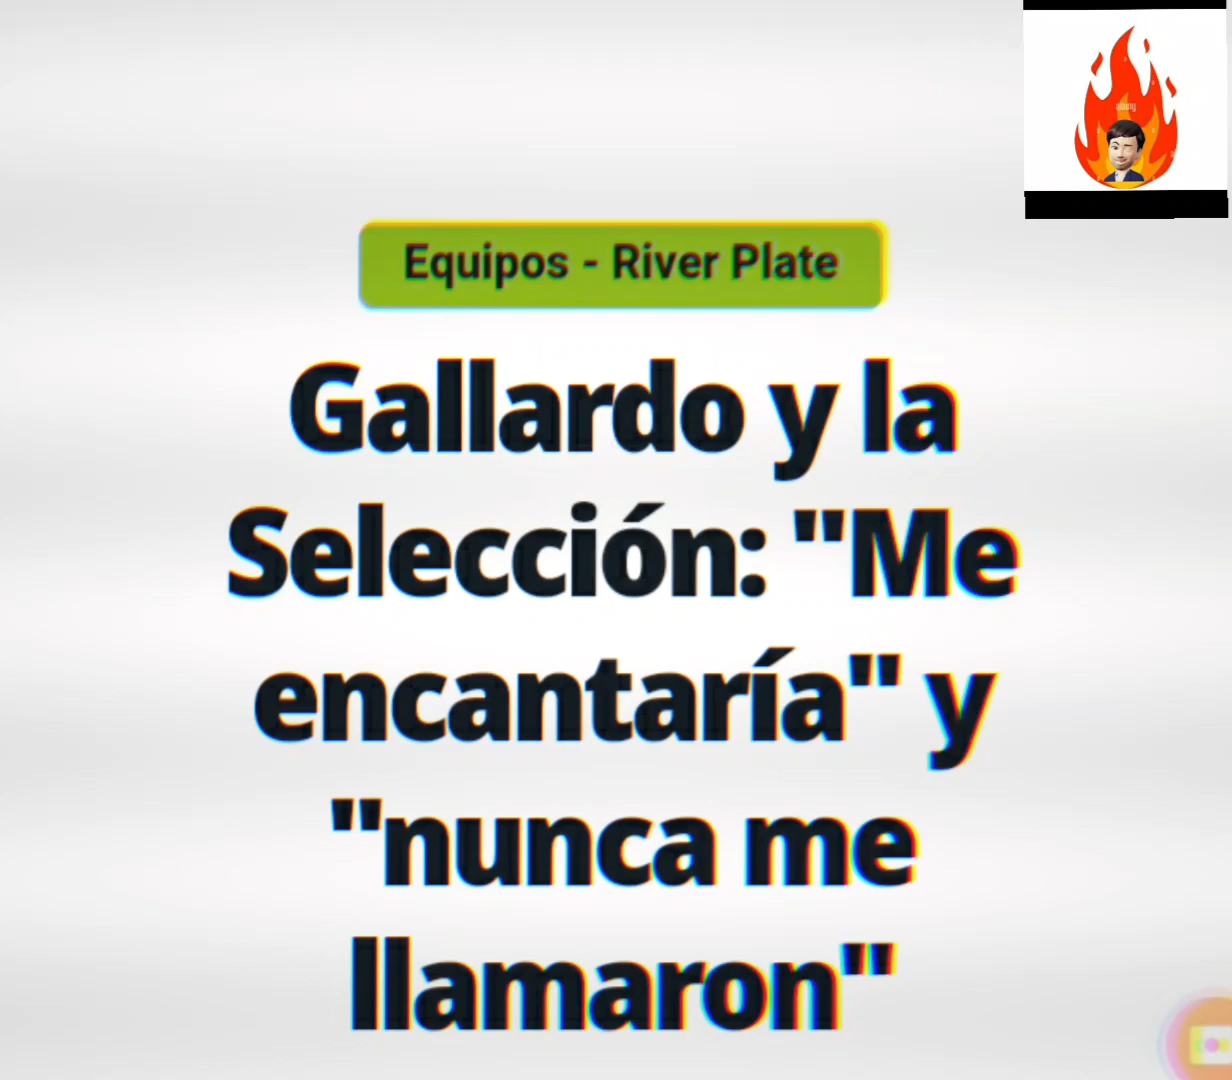 Equipos - River Plate
Gallardo y la
Selección: "Me
encantaría" y
"nunca me
llamaron"